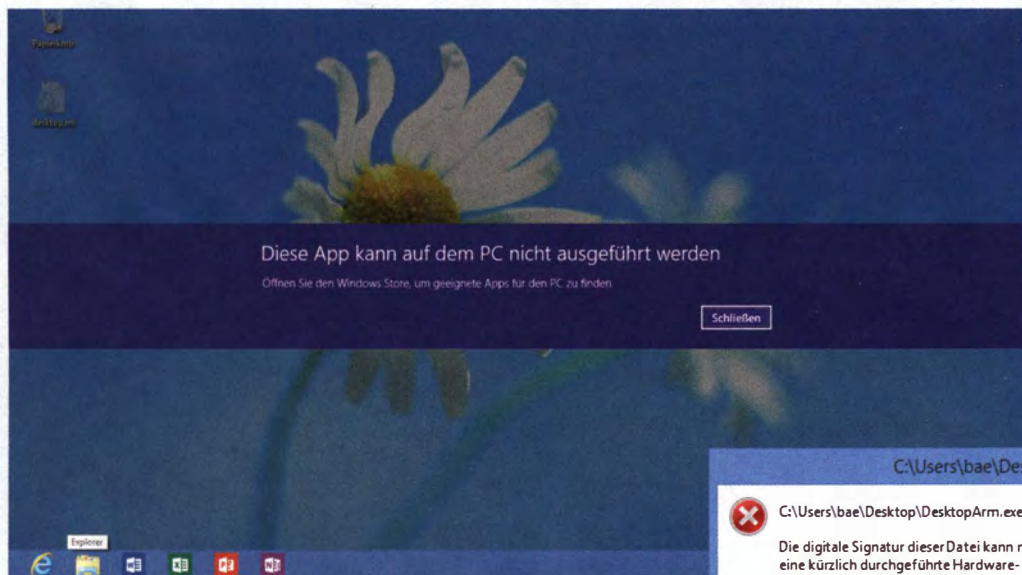 Papierkorb
Diese App kann auf dem PC nicht ausgeführt werden
Öffnen Sie den Windows Store, um geeignete Apps für den PC zu finden.
Schließen
C:\Users\bae\Des
C:\Users\bae\Desktop\DesktopArm.exe
Die digitale Signatur dieser Datei kann n
eine kürzlich durchgeführte Hardware-
Explorer